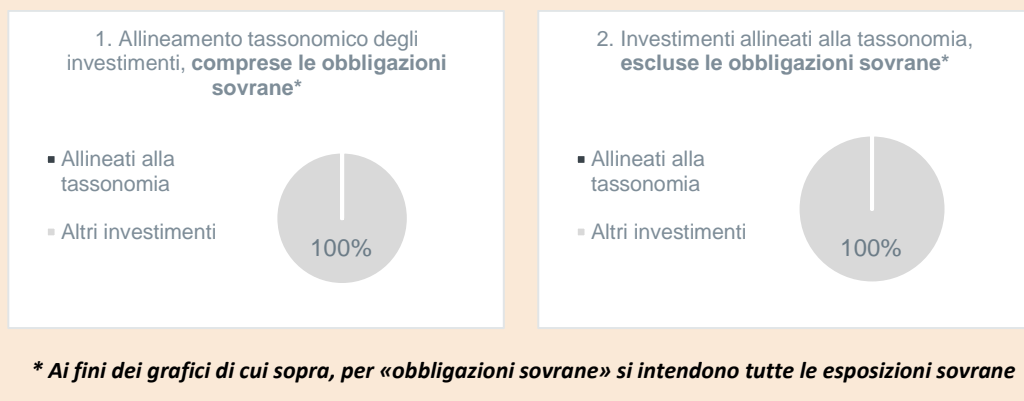 1. Allineamento tassonomico degli
investimenti, comprese le obbligazioni
sovrane*
Allineati alla
tassonomia
Altri investimenti
100%
2. Investimenti allineati alla tassonomia,
escluse le obbligazioni sovrane*
Allineati alla
tassonomia
Altri investimenti
100%
* Ai fini dei grafici di cui sopra, per «obbligazioni sovrane» si intendono tutte le esposizioni sovrane